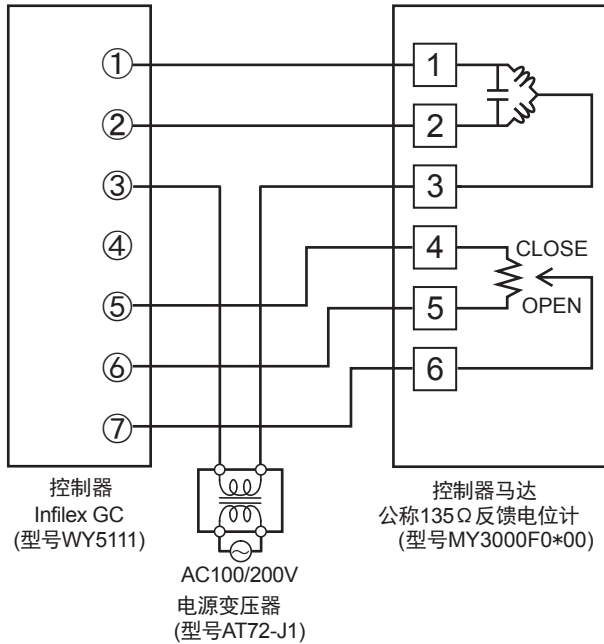 ①
②
③
④
⑤
⑥
⑦
1
2
3
4
5
6
CLOSE
OPEN
控制器
Infilex GC
(型号WY5111)
AC100/200V
电源变压器
(型号AT72-J1)
控制器马达
公称135Ω反馈电位计
(型号MY3000F0*00)